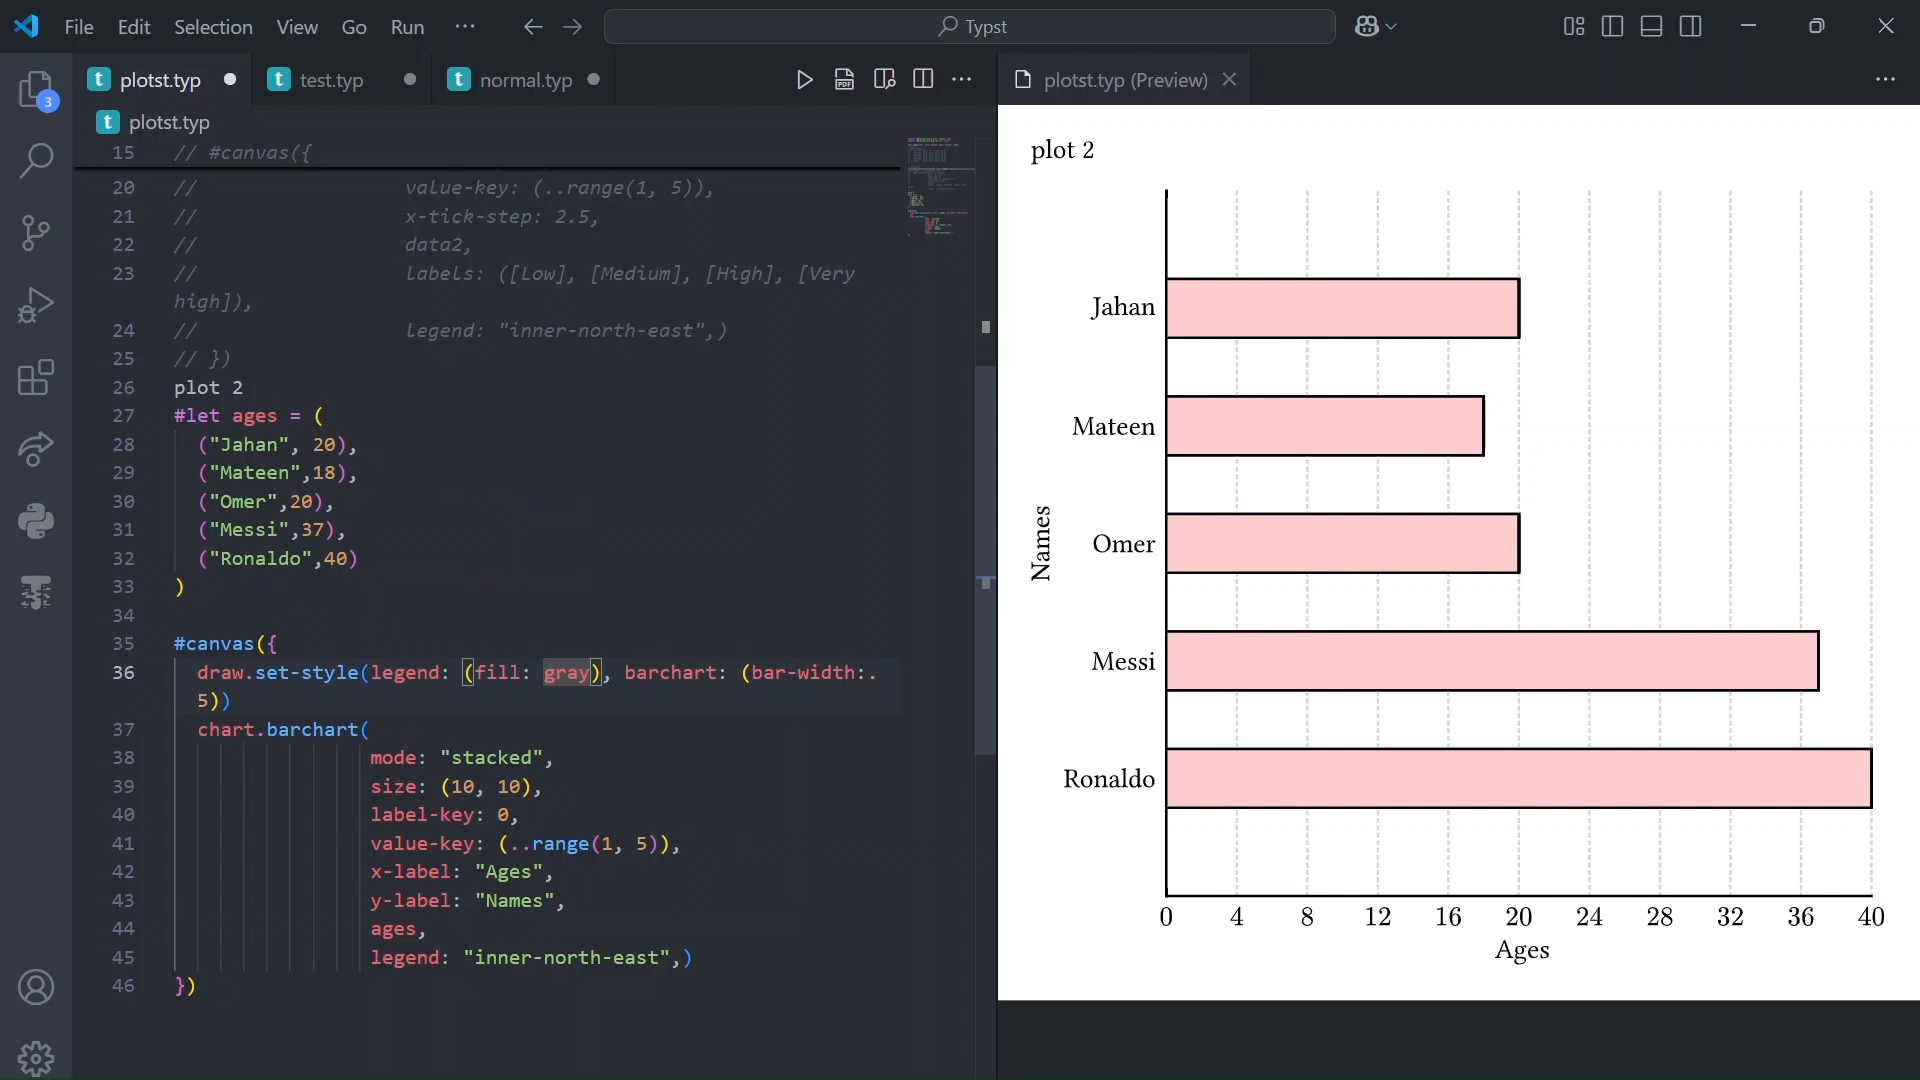 File Edit Selection View Go Run ··· Typst
plotst.typ test.typ normal.typ PDF plotst.typ (Preview)
3
plotst.typ
15 // #canvas({
20 // value-key: (..range(1, 5)),
21 // x-tick-step: 2.5,
22 // data2,
23 // labels: ([Low], [Medium], [High], [Very
high]),
24 // legend: "inner-north-east",)
25 // })
26 plot 2
27 #let ages = (
28 ("Jahan", 20),
29 ("Mateen",18),
30 ("Omer",20),
31 ("Messi",37),
32 ("Ronaldo",40)
33 )
34
35 #canvas({
36 draw.set-style(legend: (fill: gray), barchart: (bar-width:.
5))
37 chart.barchart(
38 mode: "stacked",
39 size: (10, 10),
40 label-key: 0,
41 value-key: (..range(1, 5)),
42 x-label: "Ages",
43 y-label: "Names",
44 ages,
45 legend: "inner-north-east",)
46 })
plot 2
Names
Jahan
Mateen
Omer
Messi
Ronaldo
0 4 8 12 16 20 24 28 32 36 40
Ages